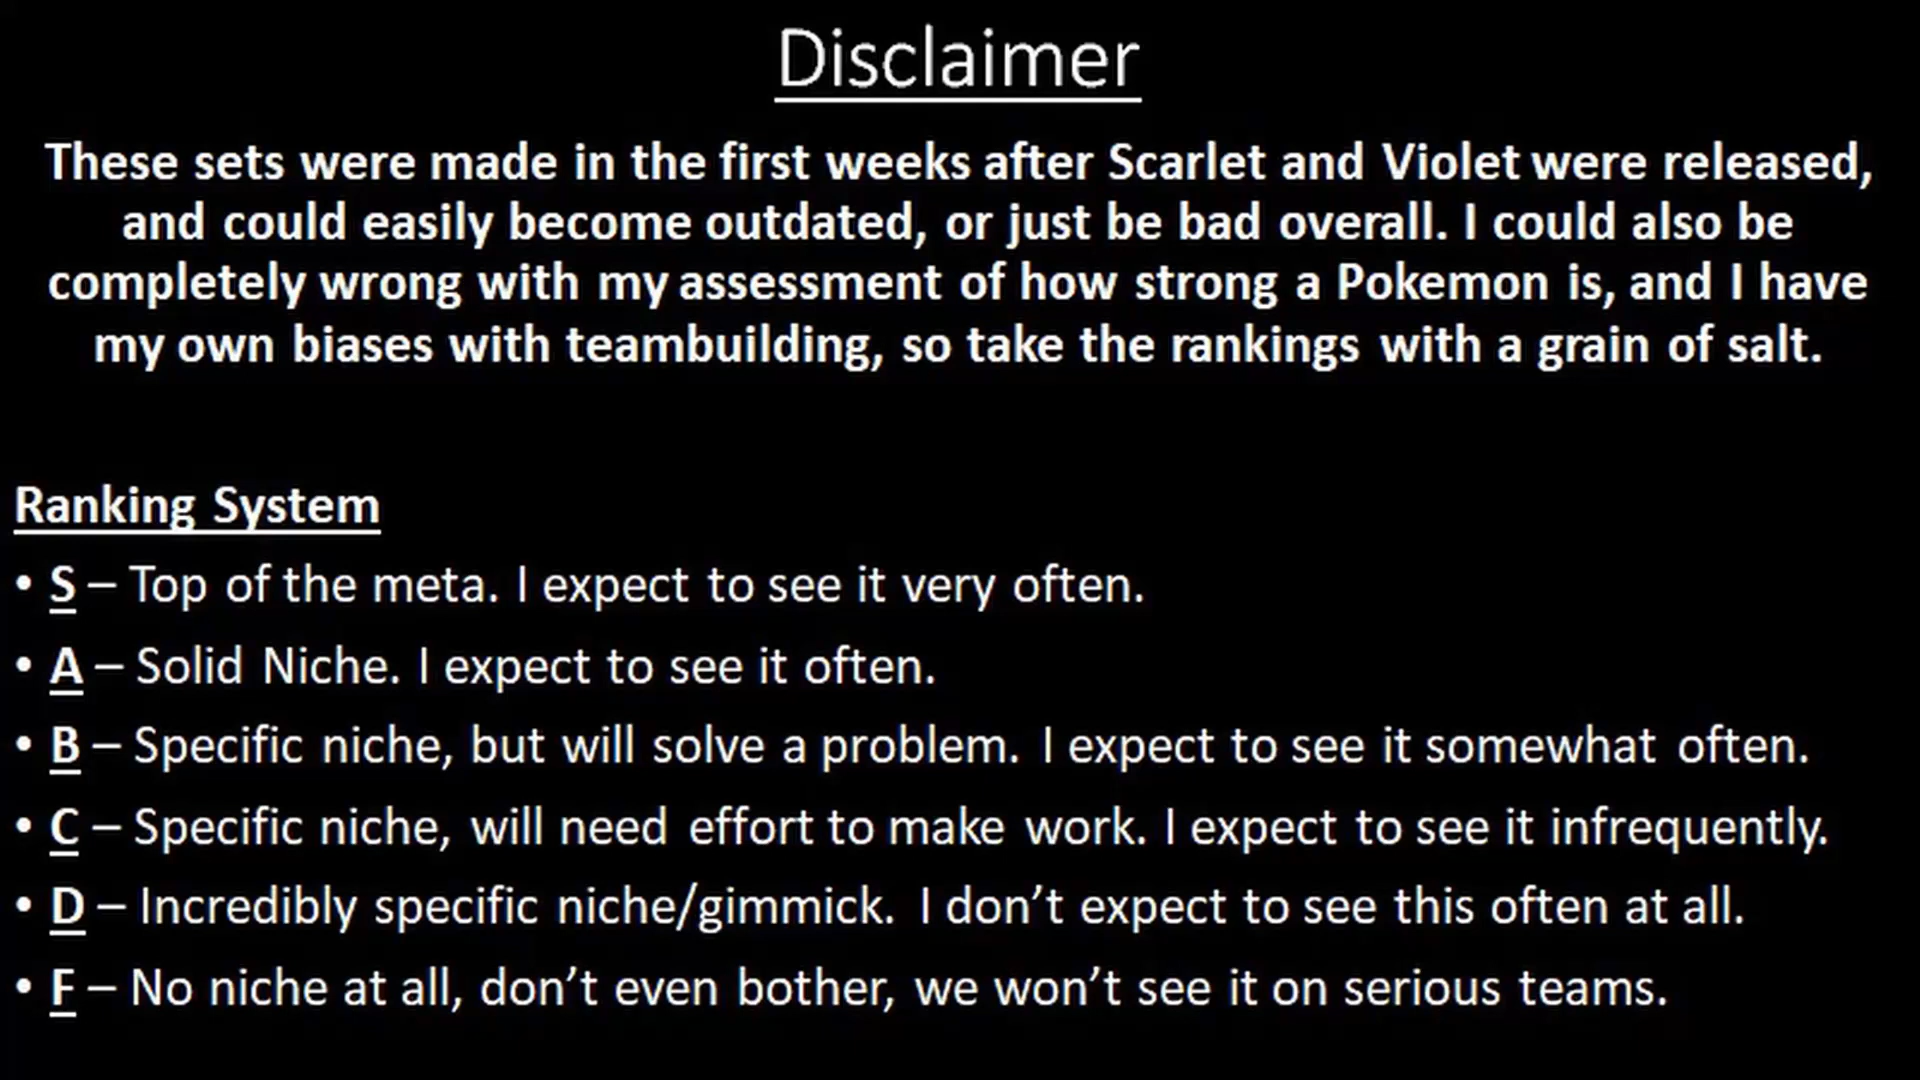 Disclaimer
These sets were made in the first weeks after Scarlet and Violet were released,
and could easily become outdated, or just be bad overall. I could also be
completely wrong with my assessment of how strong a Pokemon is, and I have
my own biases with teambuilding, so take the rankings with a grain of salt.
Ranking System
• S – Top of the meta. I expect to see it very often.
• A – Solid Niche. I expect to see it often.
• B – Specific niche, but will solve a problem. I expect to see it somewhat often.
• C – Specific niche, will need effort to make work. I expect to see it infrequently.
• D – Incredibly specific niche/gimmick. I don’t expect to see this often at all.
• F – No niche at all, don’t even bother, we won’t see it on serious teams.